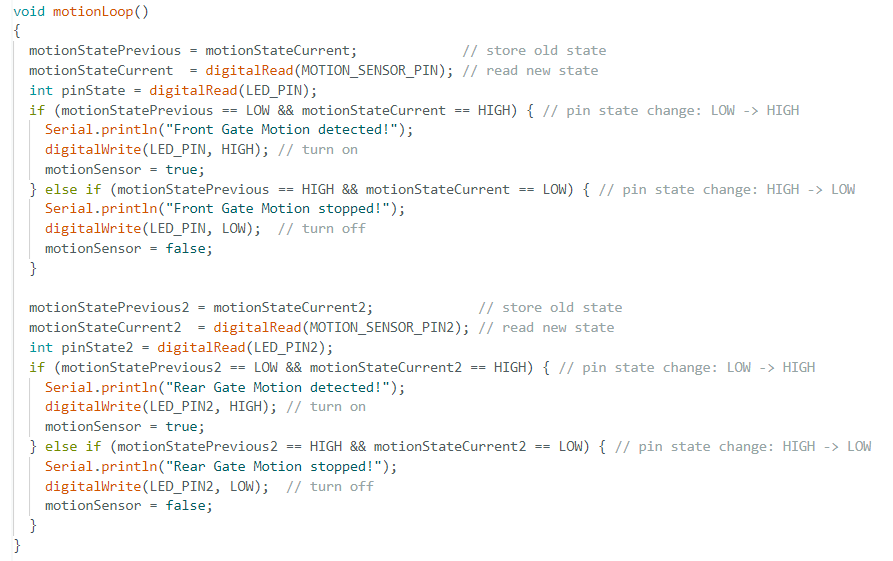 void motionLoop()
{
  motionStatePrevious = motionStateCurrent;             // store old state
  motionStateCurrent  = digitalRead(MOTION_SENSOR_PIN); // read new state
  int pinState = digitalRead(LED_PIN);
  if (motionStatePrevious == LOW && motionStateCurrent == HIGH) { // pin state change: LOW -> HIGH
    Serial.println("Front Gate Motion detected!");
    digitalWrite(LED_PIN, HIGH); // turn on
    motionSensor = true;
  } else if (motionStatePrevious == HIGH && motionStateCurrent == LOW) { // pin state change: HIGH -> LOW
    Serial.println("Front Gate Motion stopped!");
    digitalWrite(LED_PIN, LOW);  // turn off
    motionSensor = false;
  }

  motionStatePrevious2 = motionStateCurrent2;             // store old state
  motionStateCurrent2  = digitalRead(MOTION_SENSOR_PIN2); // read new state
  int pinState2 = digitalRead(LED_PIN2);
  if (motionStatePrevious2 == LOW && motionStateCurrent2 == HIGH) { // pin state change: LOW -> HIGH
    Serial.println("Rear Gate Motion detected!");
    digitalWrite(LED_PIN2, HIGH); // turn on
    motionSensor = true;
  } else if (motionStatePrevious2 == HIGH && motionStateCurrent2 == LOW) { // pin state change: HIGH -> LOW
    Serial.println("Rear Gate Motion stopped!");
    digitalWrite(LED_PIN2, LOW);  // turn off
    motionSensor = false;
  }
}